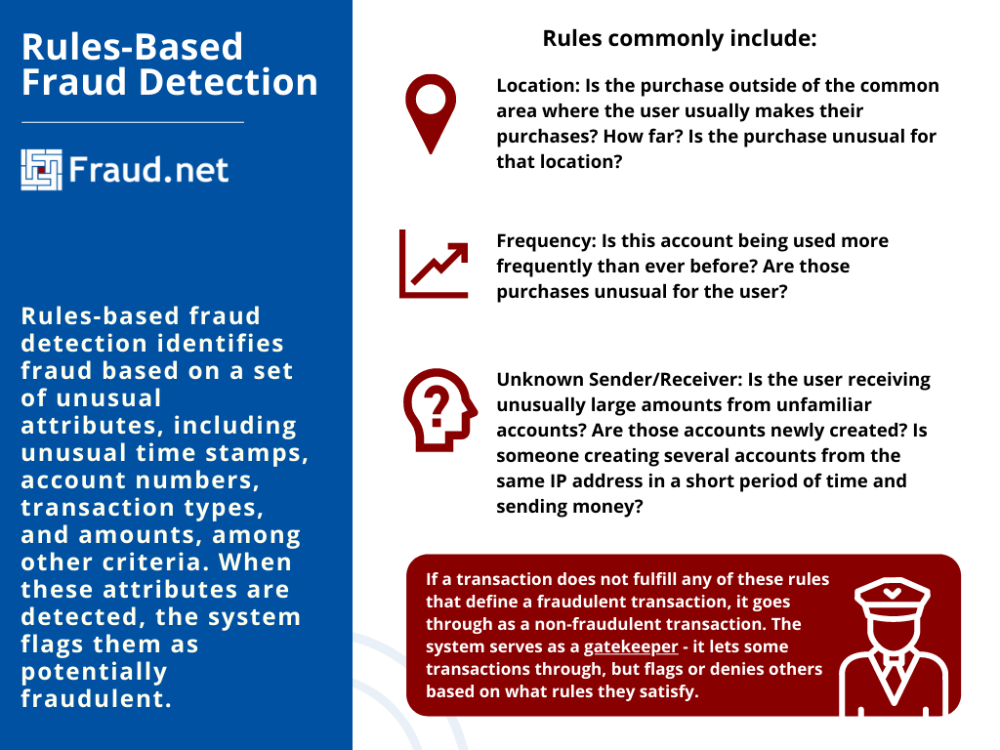 Rules-Based
Fraud Detection
Fraud.net
Rules-based fraud
detection identifies
fraud based on a set
of unusual
attributes, including
unusual time stamps,
account numbers,
transaction types,
and amounts, among
other criteria. When
these attributes are
detected, the system
flags them as
potentially
fraudulent.
Rules commonly include:
Location: Is the purchase outside of the common
area where the user usually makes their
purchases? How far? Is the purchase unusual for
that location?
Frequency: Is this account being used more
frequently than ever before? Are those
purchases unusual for the user?
?
Unknown Sender/Receiver: Is the user receiving
unusually large amounts from unfamiliar
accounts? Are those accounts newly created? Is
someone creating several accounts from the
same IP address in a short period of time and
sending money?
If a transaction does not fulfill any of these rules
that define a fraudulent transaction, it goes
through as a non-fraudulent transaction. The
system serves as a gatekeeper - it lets some
transactions through, but flags or denies others
based on what rules they satisfy.